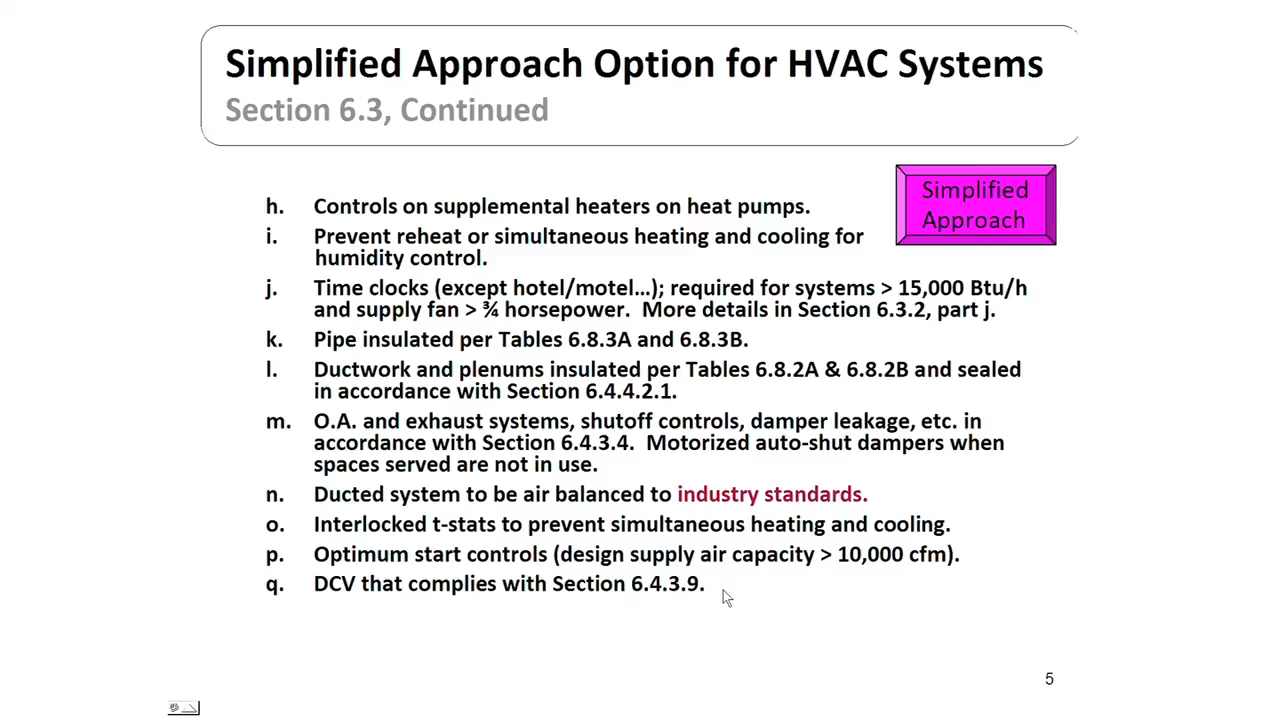 Simplified Approach Option for HVAC Systems
Section 6.3, Continued
Simplified
Approach
h. Controls on supplemental heaters on heat pumps.
i. Prevent reheat or simultaneous heating and cooling for
humidity control.
j. Time clocks (except hotel/motel…); required for systems > 15,000 Btu/h
and supply fan > ¾ horsepower. More details in Section 6.3.2, part j.
k. Pipe insulated per Tables 6.8.3A and 6.8.3B.
l. Ductwork and plenums insulated per Tables 6.8.2A & 6.8.2B and sealed
in accordance with Section 6.4.4.2.1.
m. O.A. and exhaust systems, shutoff controls, damper leakage, etc. in
accordance with Section 6.4.3.4. Motorized auto-shut dampers when
spaces served are not in use.
n. Ducted system to be air balanced to industry standards.
o. Interlocked t-stats to prevent simultaneous heating and cooling.
p. Optimum start controls (design supply air capacity > 10,000 cfm).
q. DCV that complies with Section 6.4.3.9.
5